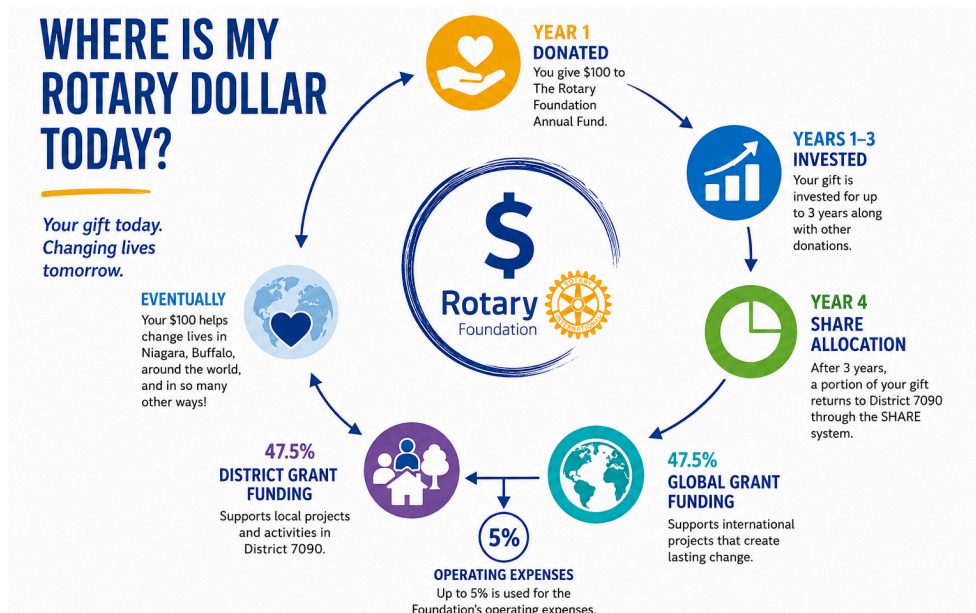 WHERE IS MY
ROTARY DOLLAR
TODAY?
Your gift today.
Changing lives
tomorrow.
YEAR 1
DONATED
You give $100 to
The Rotary
Foundation
Annual Fund.
YEARS 1–3
INVESTED
Your gift is
invested for up
to 3 years along
with other
donations.
YEAR 4
SHARE
ALLOCATION
After 3 years,
a portion of your gift
returns to District 7090
through the SHARE
system.
47.5%
GLOBAL GRANT
FUNDING
Supports international
projects that create
lasting change.
5%
OPERATING EXPENSES
Up to 5% is used for the
Foundation's operating expenses.
47.5%
DISTRICT GRANT
FUNDING
Supports local projects
and activities in
District 7090.
EVENTUALLY
Your $100 helps
change lives in
Niagara, Buffalo,
around the world,
and in so many
other ways!
$
Rotary
Foundation
ROTARY
INTERNATIONAL